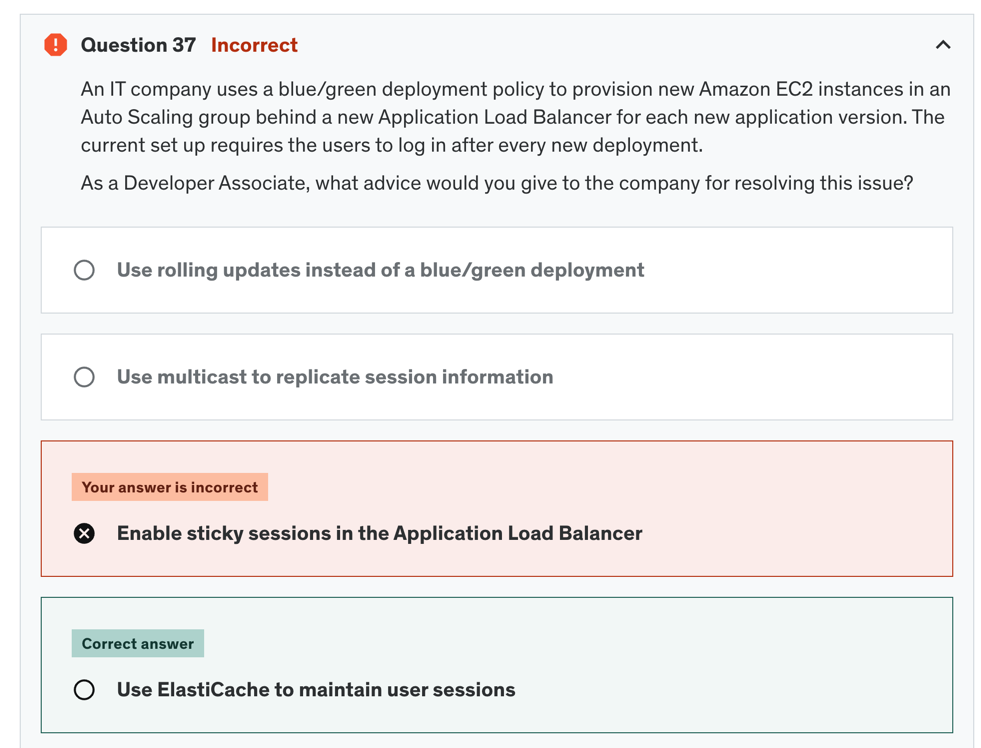 Question 37 Incorrect
An IT company uses a blue/green deployment policy to provision new Amazon EC2 instances in an
Auto Scaling group behind a new Application Load Balancer for each new application version. The
current set up requires the users to log in after every new deployment.
As a Developer Associate, what advice would you give to the company for resolving this issue?
Use rolling updates instead of a blue/green deployment
Use multicast to replicate session information
Your answer is incorrect
Enable sticky sessions in the Application Load Balancer
Correct answer
Use ElastiCache to maintain user sessions